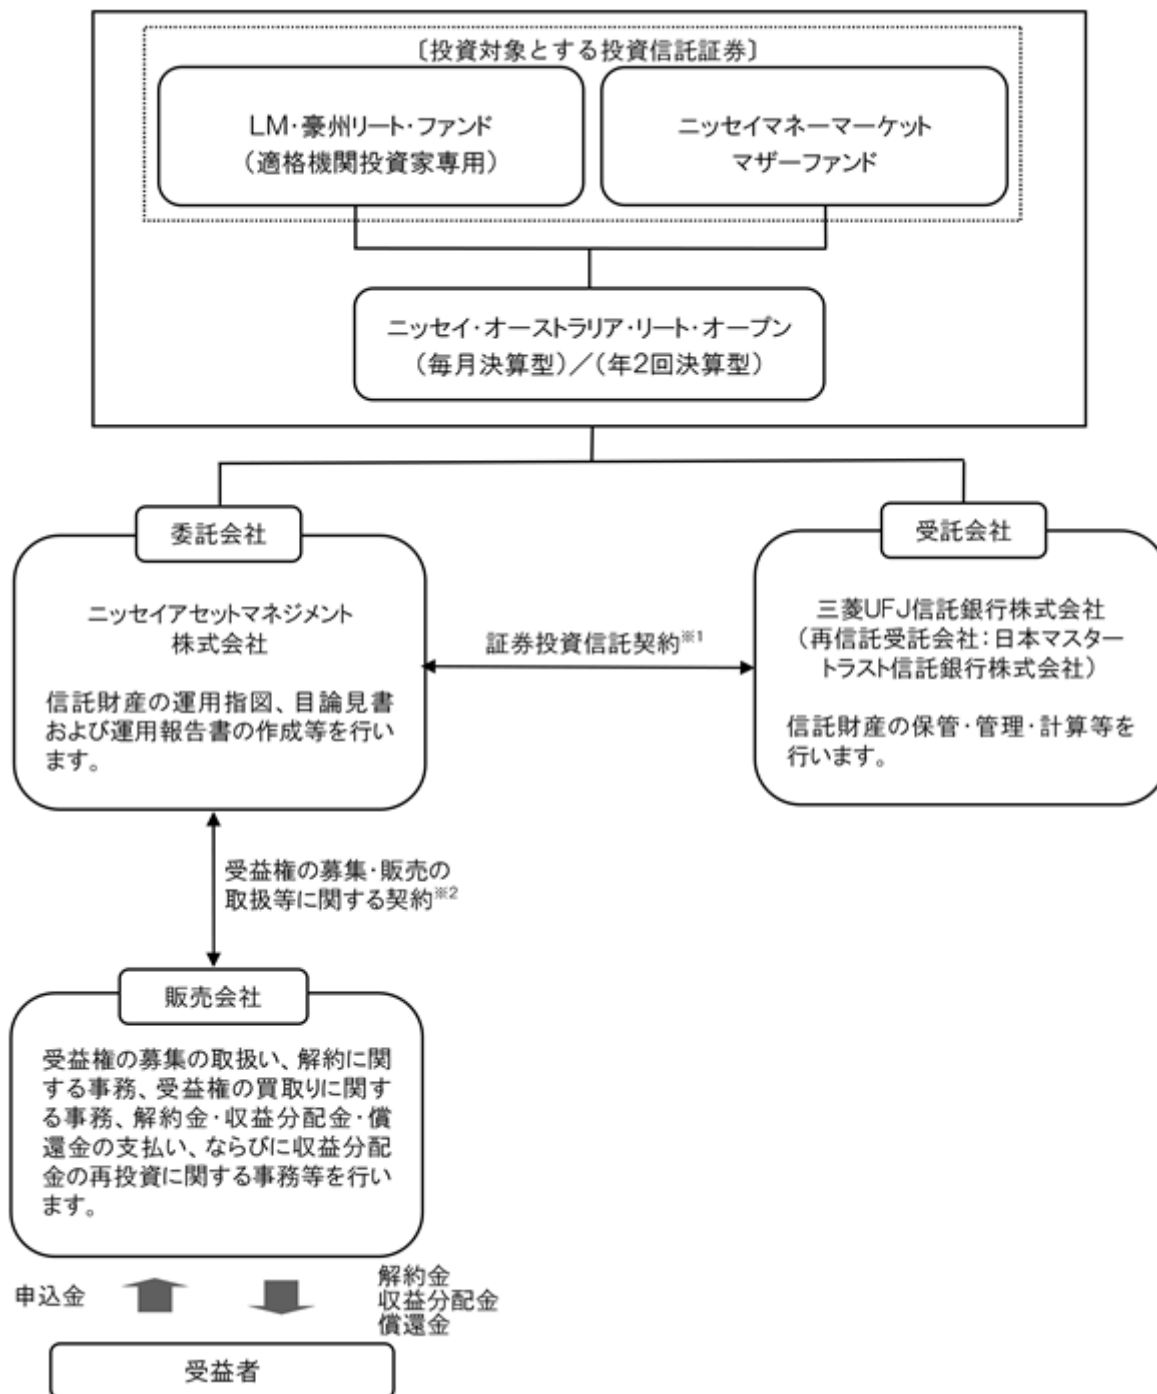 〔投資対象とする投資信託証券〕
LM・豪州リート・ファンド
（適格機関投資家専用）
ニッセイマネーマーケット
マザーファンド
ニッセイ・オーストラリア・リート・オープン
（毎月決算型）／（年2回決算型）
委託会社
ニッセイアセットマネジメント
株式会社
信託財産の運用指図、目論見書
および運用報告書の作成等を行い
ます。
証券投資信託契約※1
受託会社
三菱UFJ信託銀行株式会社
（再信託受託会社：日本マスター
トラスト信託銀行株式会社）
信託財産の保管・管理・計算等を
行います。
受益権の募集・販売の
取扱等に関する契約※2
販売会社
受益権の募集の取扱い、解約に関
する事務、受益権の買取りに関す
る事務、解約金・収益分配金・償
還金の支払い、ならびに収益分配
金の再投資に関する事務等を行い
ます。
申込金
解約金
収益分配金
償還金
受益者